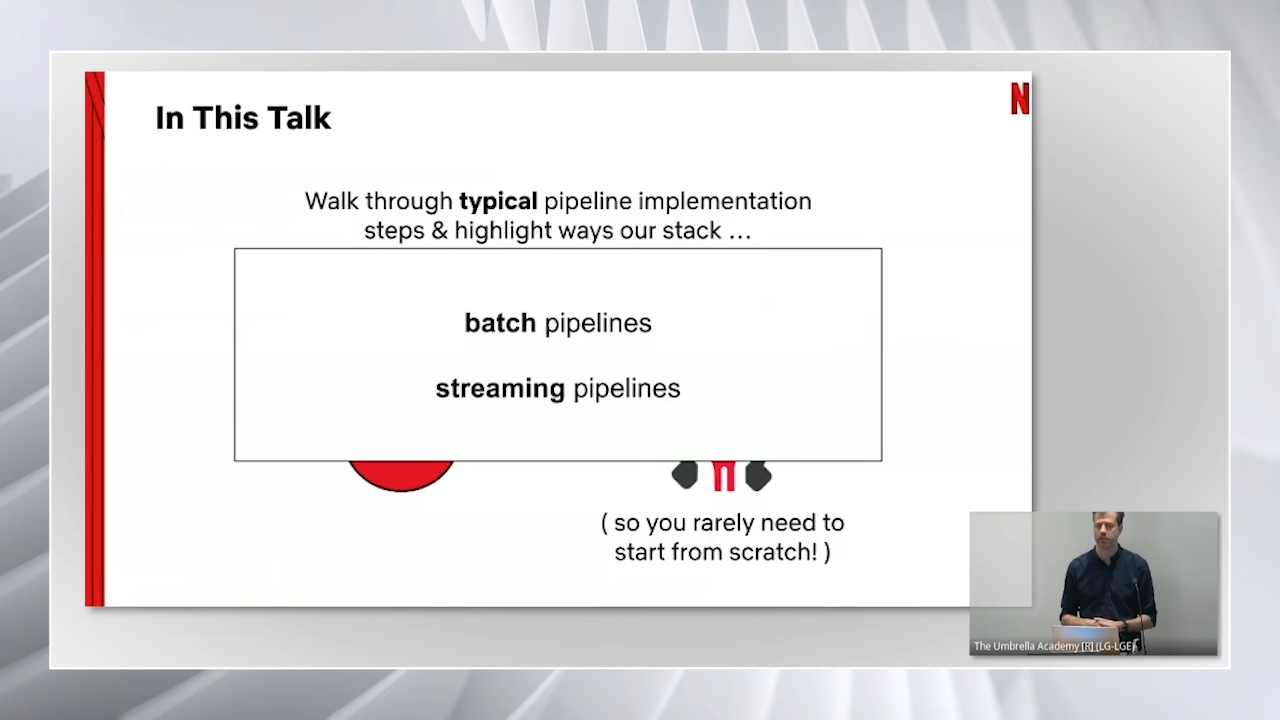 In This Talk
N
Walk through typical pipeline implementation
steps & highlight ways our stack …
batch pipelines
streaming pipelines
( so you rarely need to
start from scratch! )
The Umbrella Academy [R] (LG-LGE)